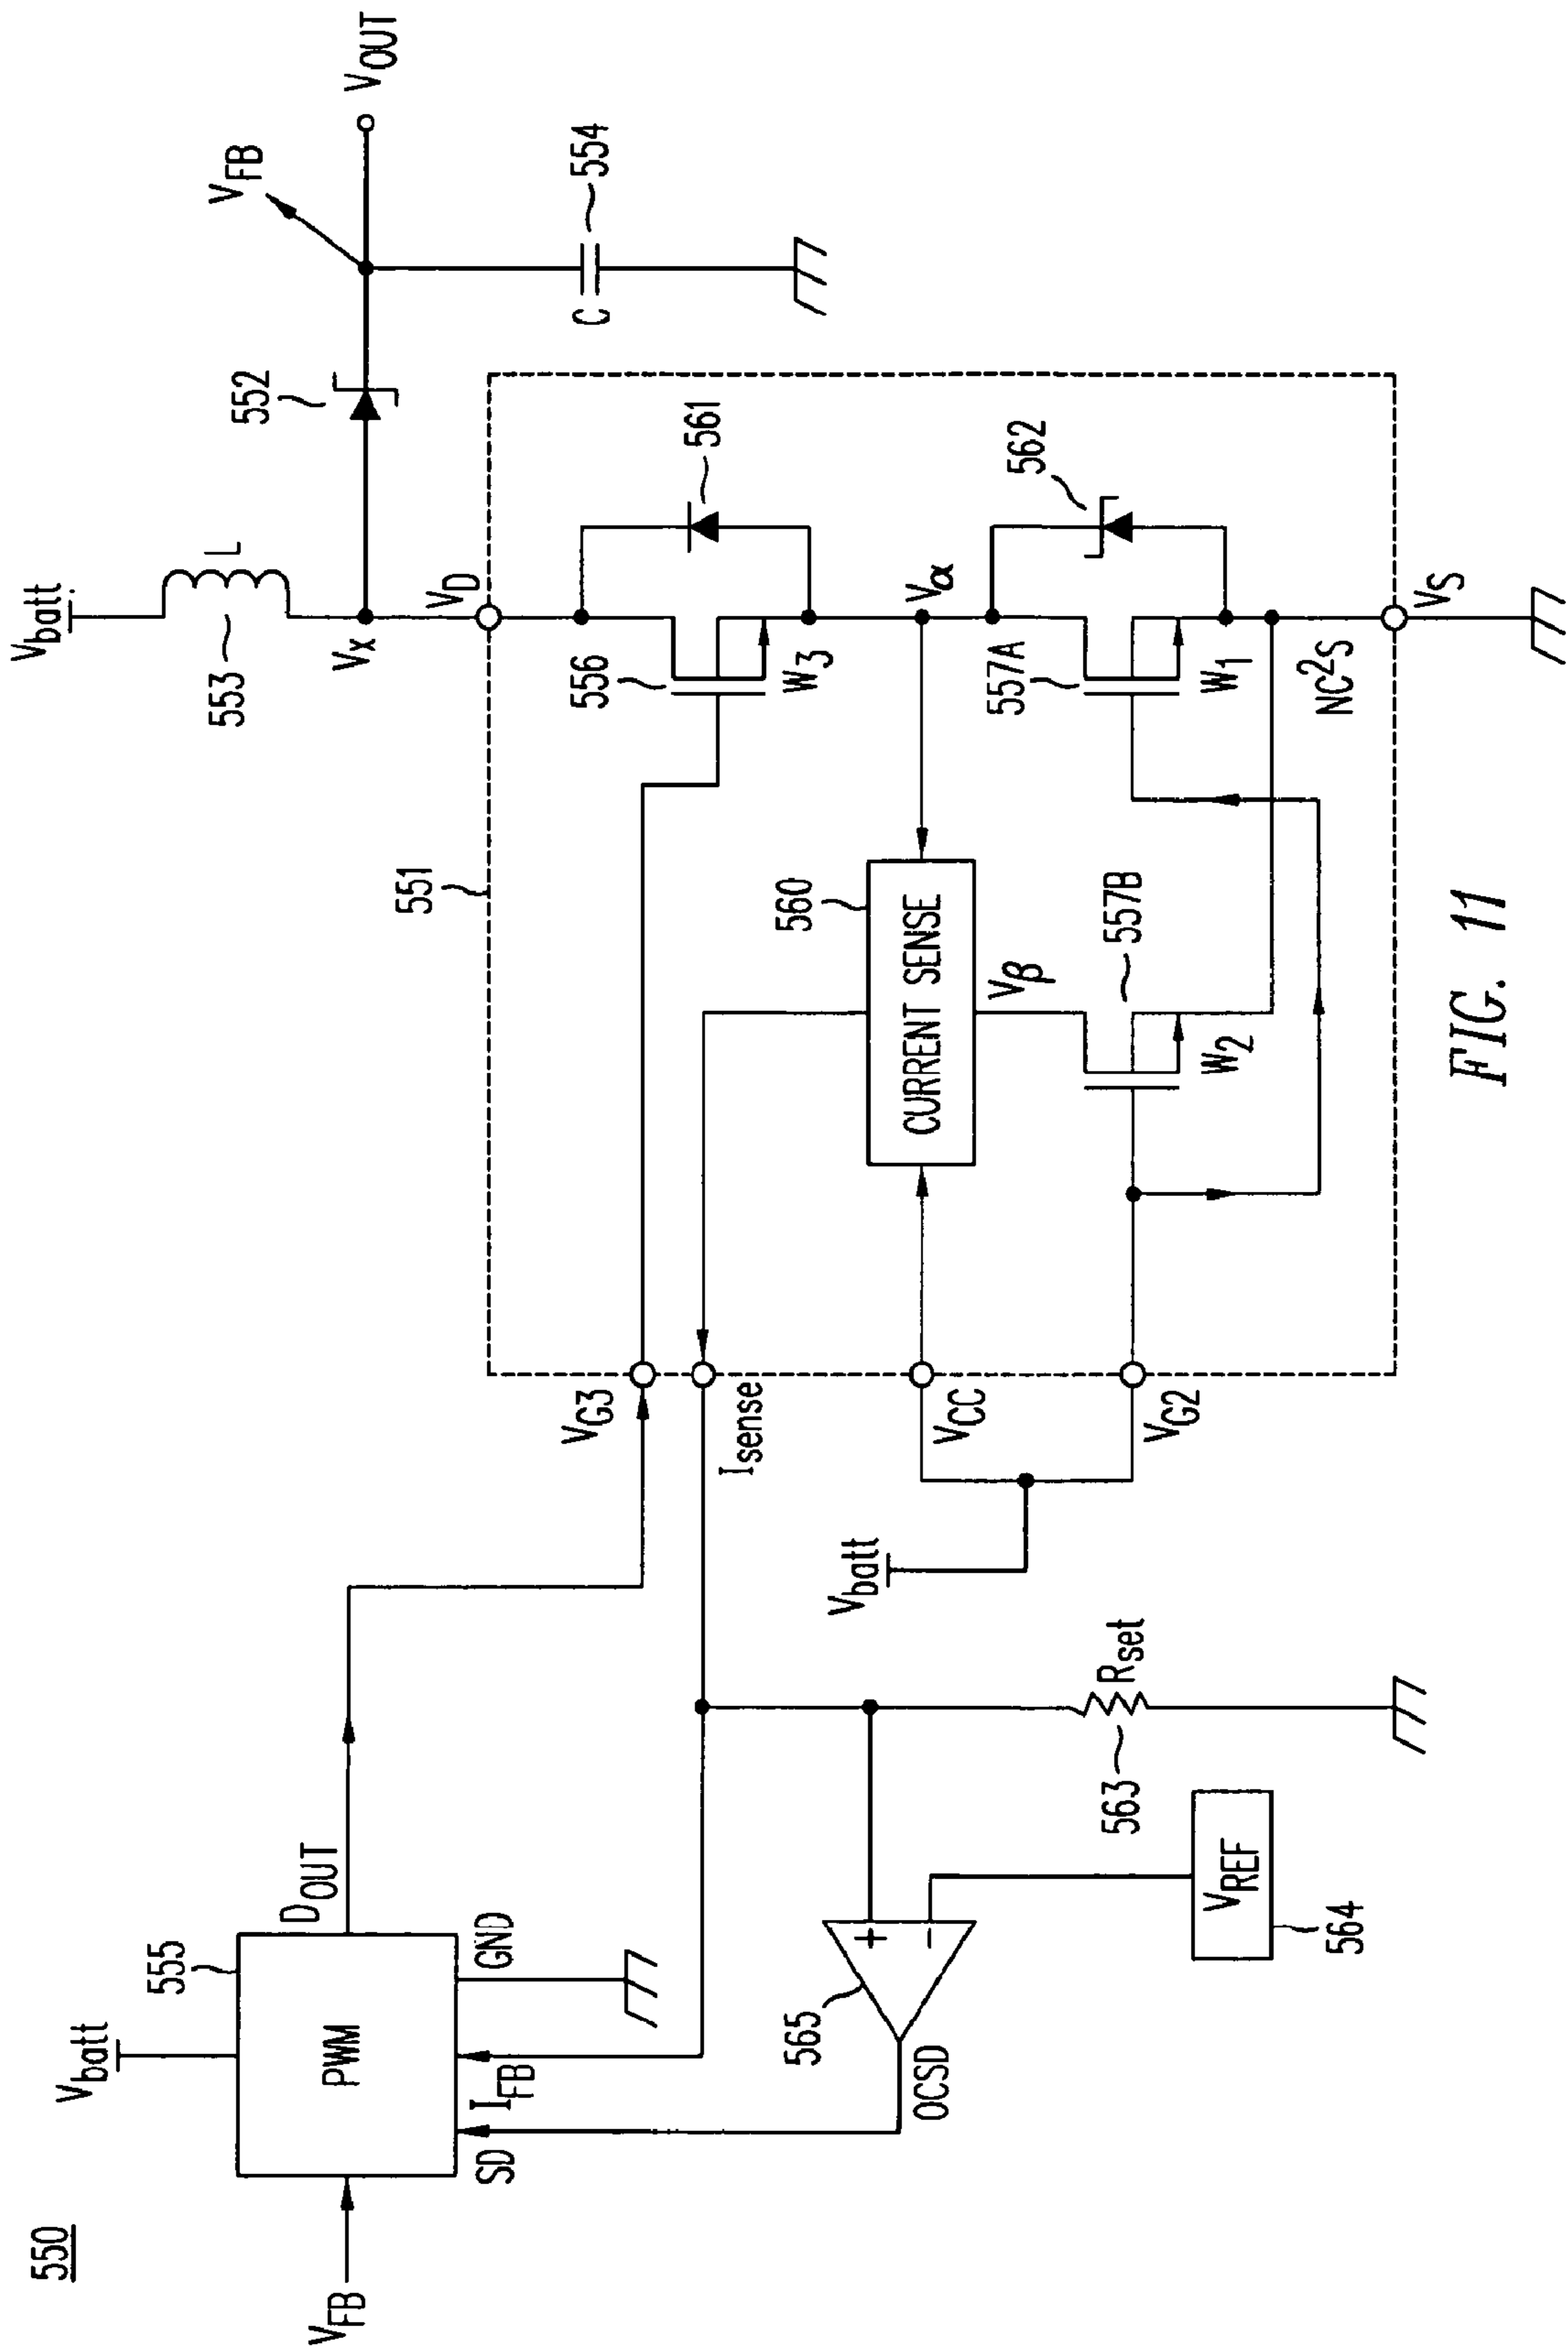 550
V_FB
V_batt
555
PWM
D_OUT
GND
I_FB
SD
OCSD
565
+
−
V_REF
564
563
R_set
V_batt
V_G3
I_sense
V_CC
V_G2
551
560
CURRENT SENSE
V_β
557B
W_2
V_batt
553
L
V_X
V_D
552
V_FB
V_OUT
C
554
556
W_3
561
V_α
557A
W_1
562
NC²S
V_S
FIG. 11